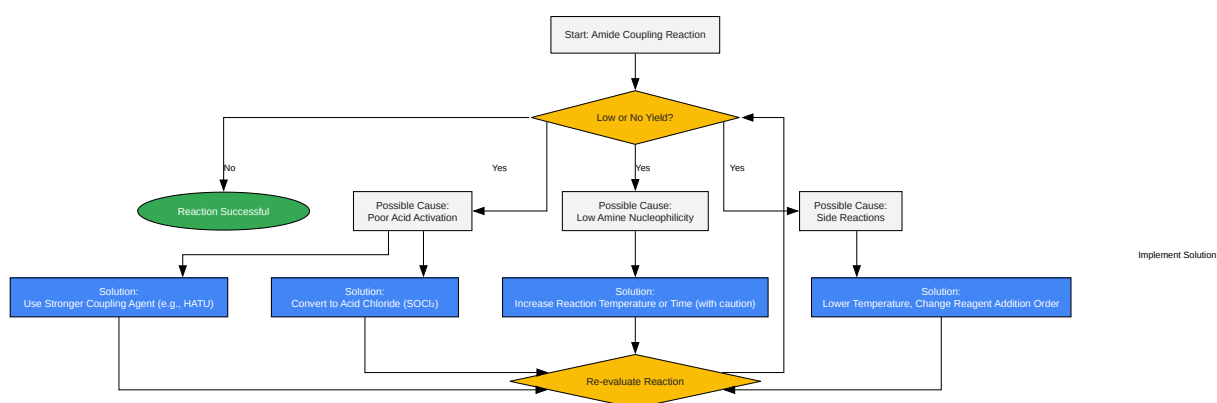 Start: Amide Coupling Reaction
Low or No Yield?
No
Yes
Yes
Yes
Reaction Successful
Possible Cause:
Poor Acid Activation
Possible Cause:
Low Amine Nucleophilicity
Possible Cause:
Side Reactions
Implement Solution
Solution:
Use Stronger Coupling Agent (e.g., HATU)
Solution:
Convert to Acid Chloride (SOCl₂)
Solution:
Increase Reaction Temperature or Time (with caution)
Solution:
Lower Temperature, Change Reagent Addition Order
Re-evaluate Reaction